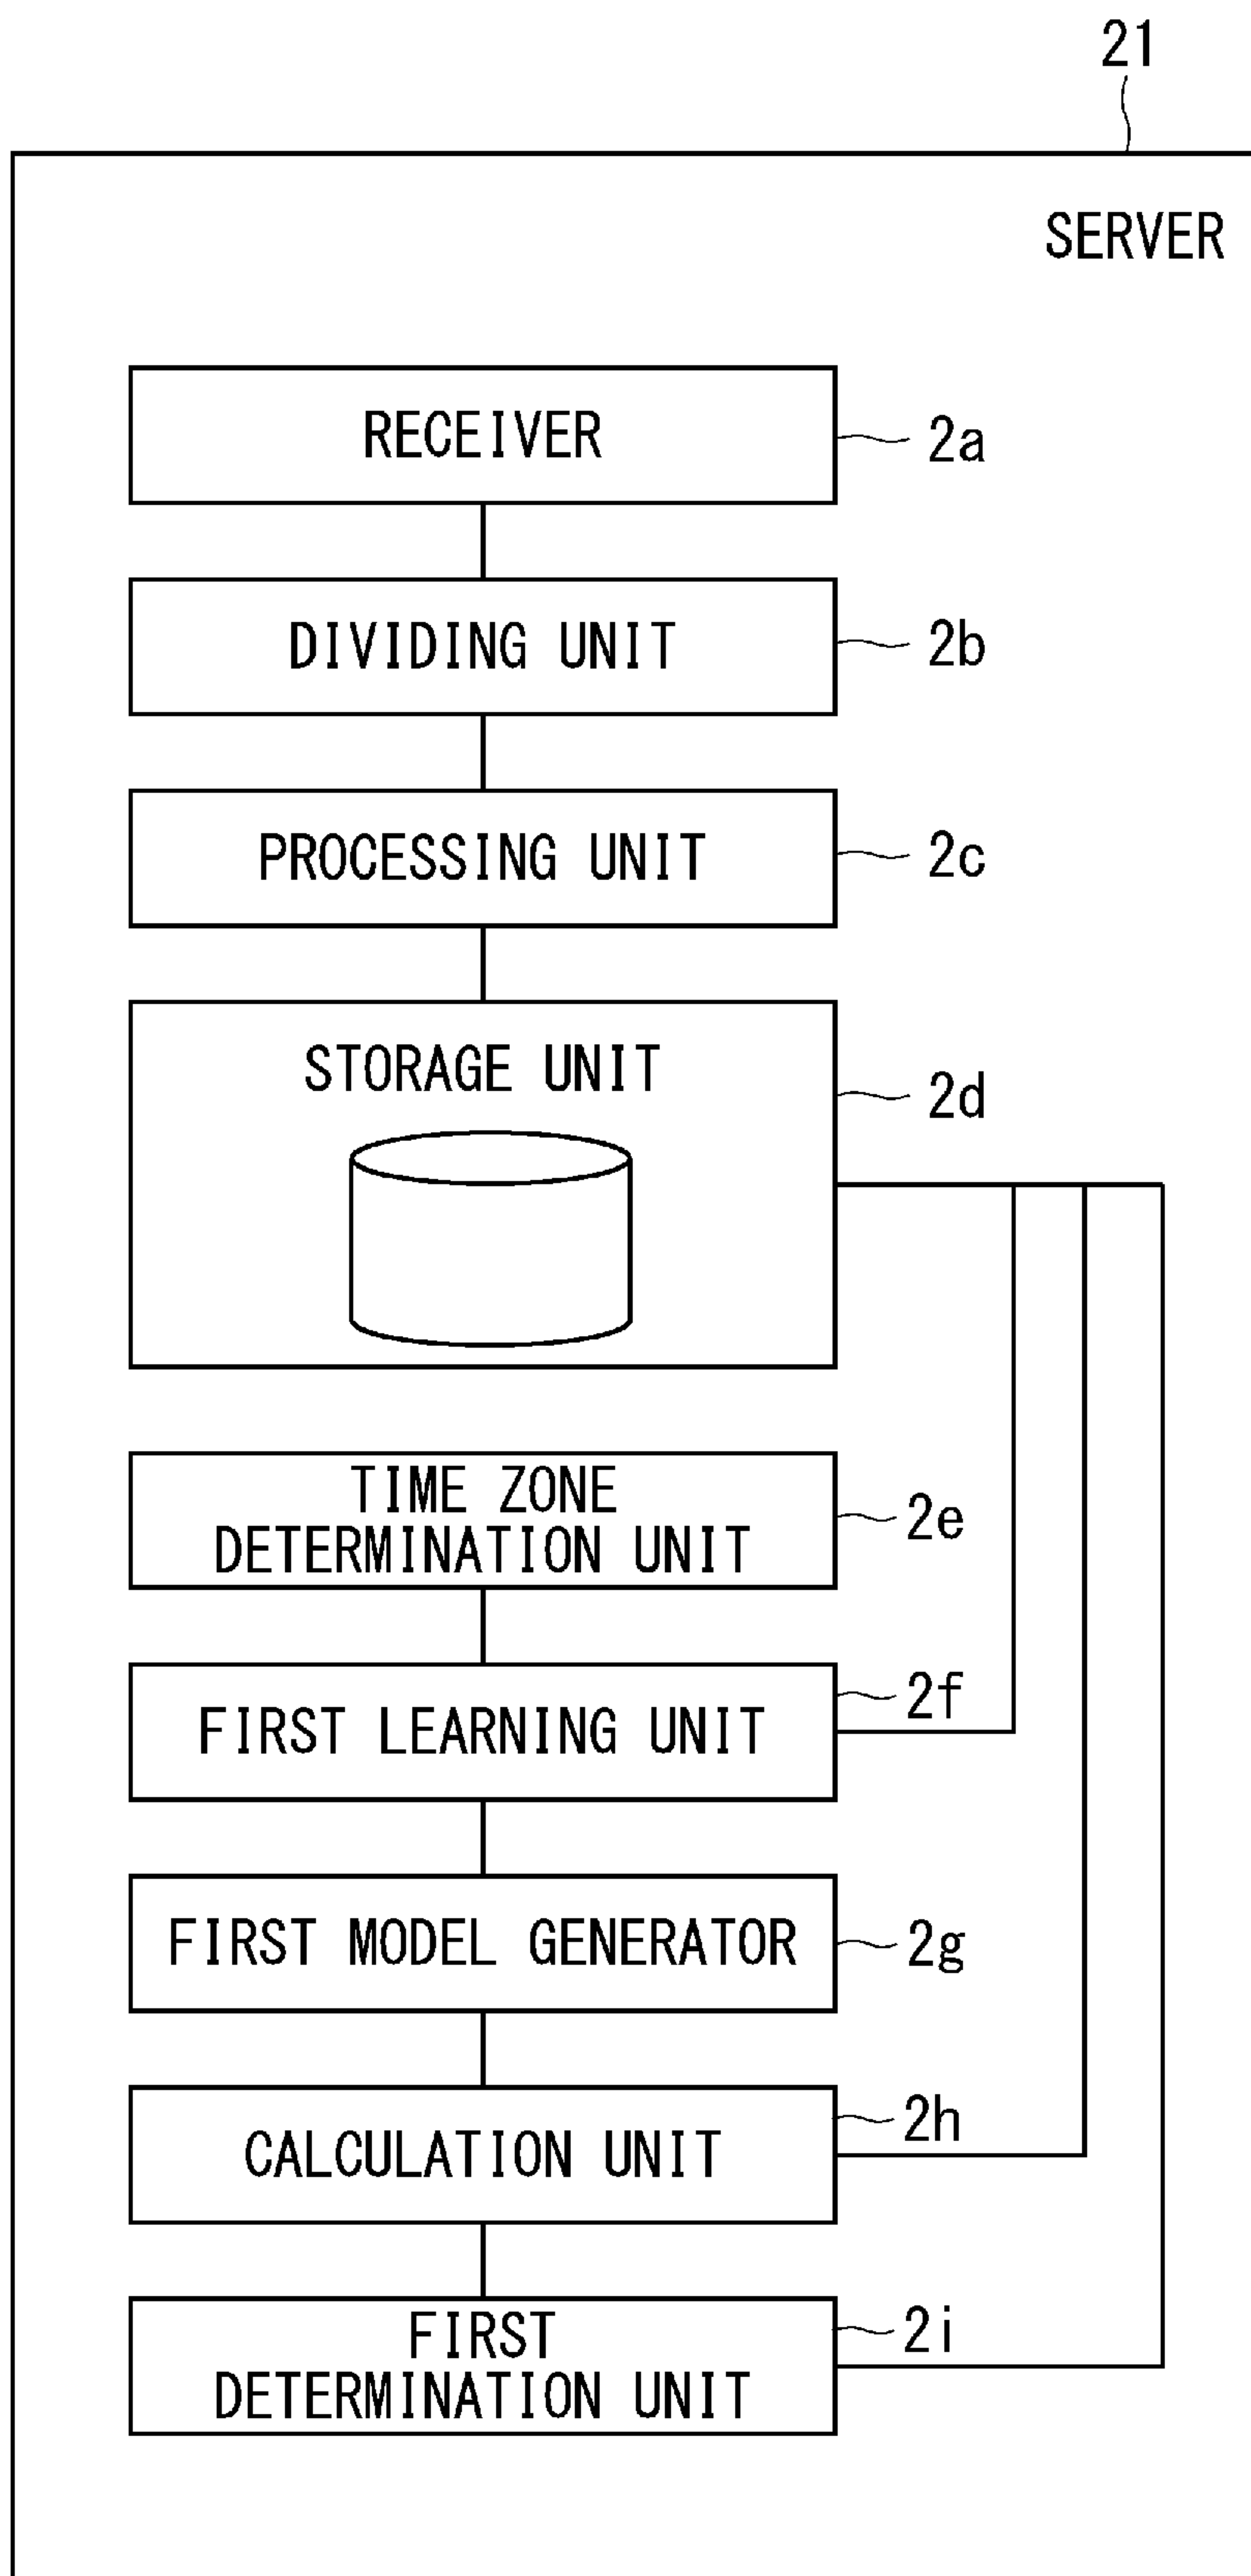 21
SERVER
RECEIVER
2a
DIVIDING UNIT
2b
PROCESSING UNIT
2c
STORAGE UNIT
2d
TIME ZONE
DETERMINATION UNIT
2e
FIRST LEARNING UNIT
2f
FIRST MODEL GENERATOR
2g
CALCULATION UNIT
2h
FIRST
DETERMINATION UNIT
2i